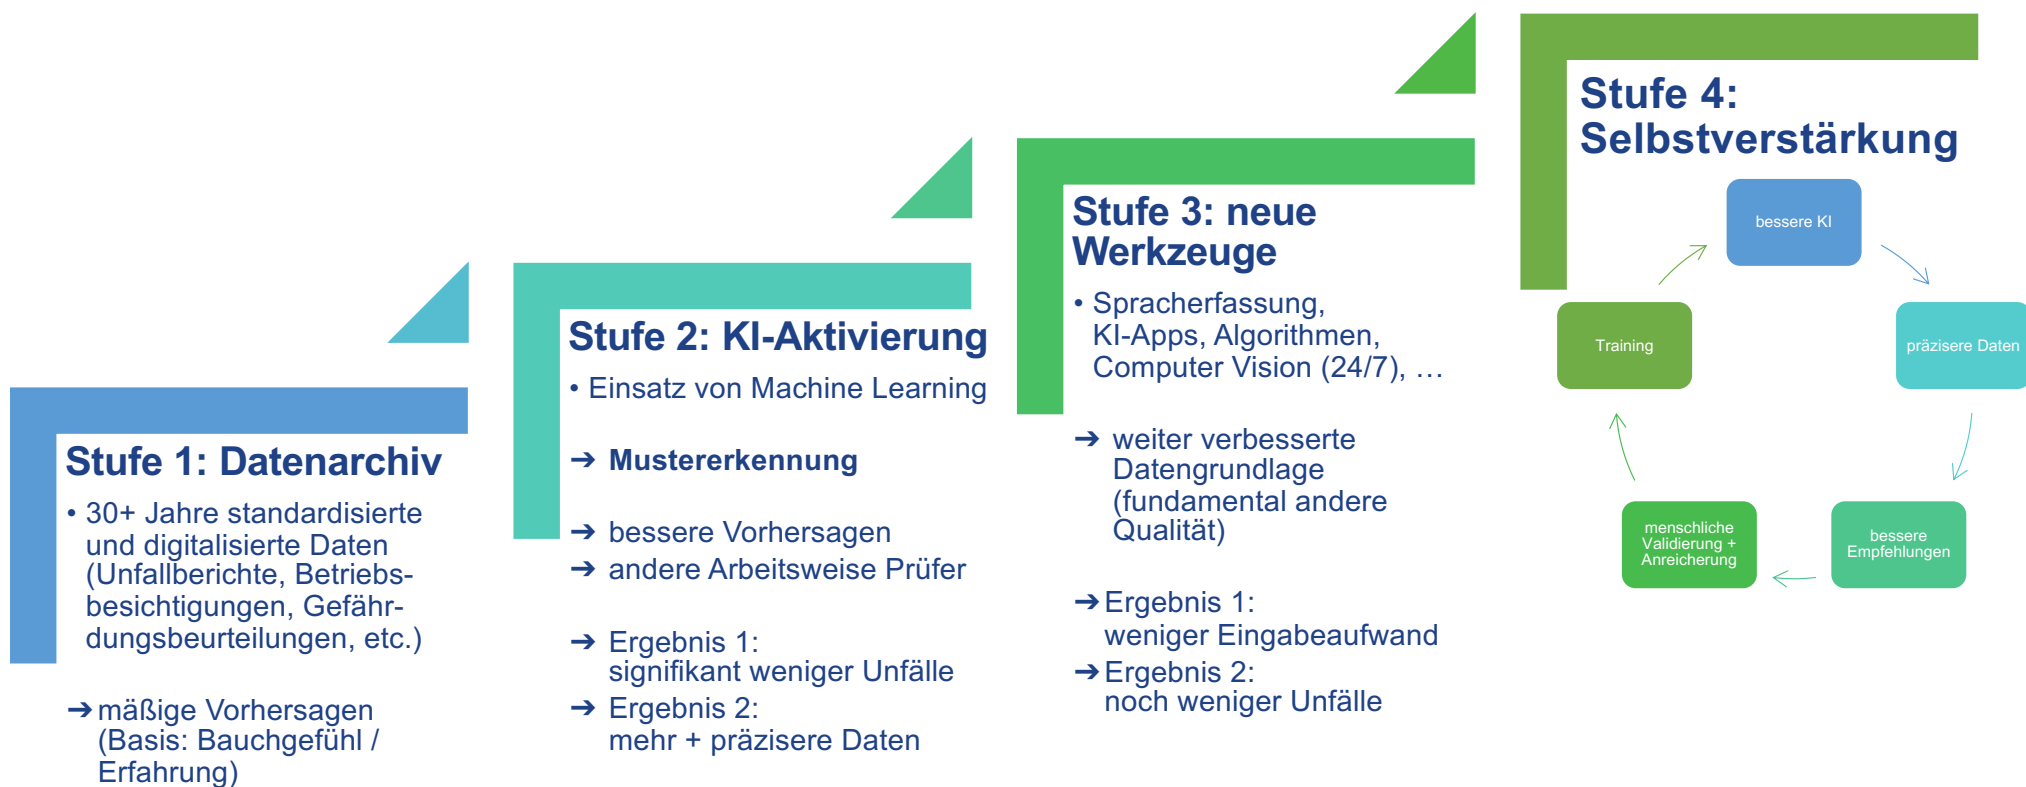 Stufe 1: Datenarchiv
• 30+ Jahre standardisierte
und digitalisierte Daten
(Unfallberichte, Betriebs-
besichtigungen, Gefähr-
dungsbeurteilungen, etc.)
➔ mäßige Vorhersagen
(Basis: Bauchgefühl /
Erfahrung)
Stufe 2: KI-Aktivierung
• Einsatz von Machine Learning
➔ Mustererkennung
➔ bessere Vorhersagen
➔ andere Arbeitsweise Prüfer
➔ Ergebnis 1:
signifikant weniger Unfälle
➔ Ergebnis 2:
mehr + präzisere Daten
Stufe 3: neue
Werkzeuge
• Spracherfassung,
KI-Apps, Algorithmen,
Computer Vision (24/7), …
➔ weiter verbesserte
Datengrundlage
(fundamental andere
Qualität)
➔ Ergebnis 1:
weniger Eingabeaufwand
➔ Ergebnis 2:
noch weniger Unfälle
Stufe 4:
Selbstverstärkung
bessere KI
präzisere Daten
bessere
Empfehlungen
menschliche
Validierung +
Anreicherung
Training